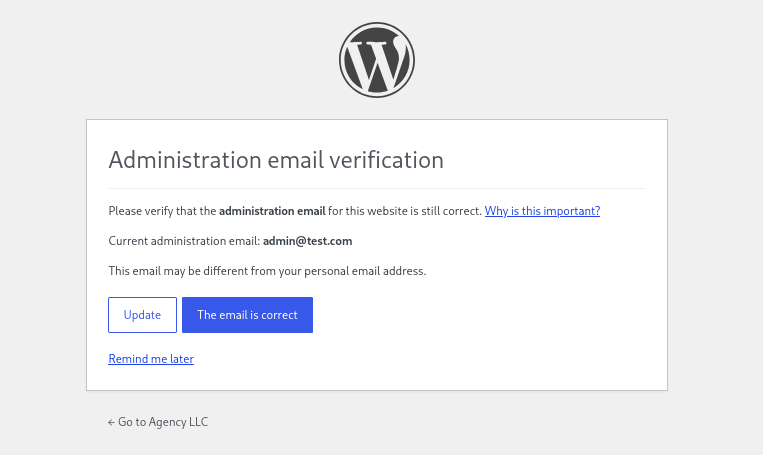 Administration email verification
Please verify that the administration email for this website is still correct. Why is this important?
Current administration email: admin@test.com
This email may be different from your personal email address.
Update The email is correct
Remind me later
← Go to Agency LLC